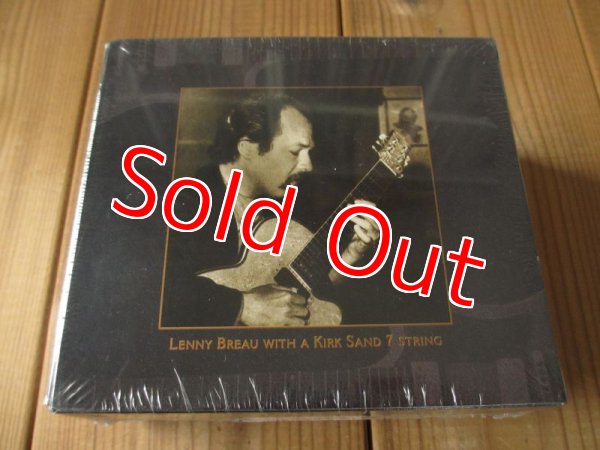 Sold Out
LENNY BREAU WITH A KIRK SAND 7 STRING